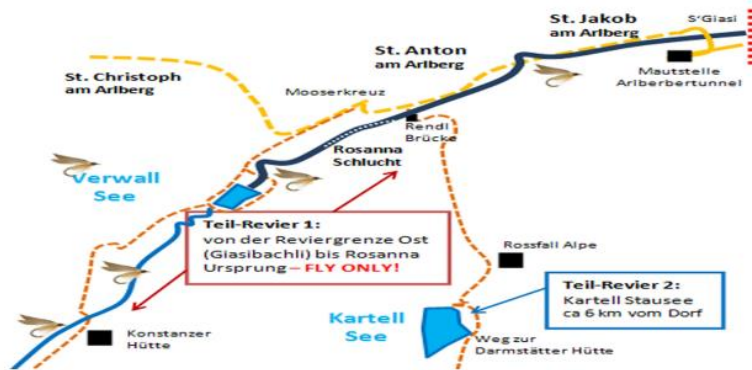 St. Jakob
am Arlberg
S'Giasi
St. Anton
am Arlberg
Mautstelle
Arlberbertunnel
St. Christoph
am Arlberg
Mooserkreuz
Rendl
Brücke
Rosanna
Schlucht
Verwall
See
Teil-Revier 1:
von der Reviergrenze Ost
(Giasibachli) bis Rosanna
Ursprung – FLY ONLY!
Rossfall Alpe
Teil-Revier 2:
Kartell Stausee
ca 6 km vom Dorf
Kartell
See
Konstanzer
Hütte
Weg zur
Darmstätter Hütte